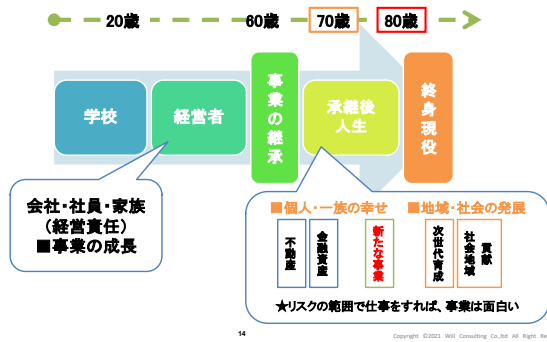 20歳 60歳 70歳 80歳
学校
経営者
事業の継承
承継後
人生
終身現役
会社・社員・家族
(経営責任)
■事業の成長
■個人・一族の幸せ
■地域・社会の発展
不動産
金融資産
新たな事業
次世代育成
社会地域
貢献
★リスクの範囲で仕事をすれば、事業は面白い
14
Copyright ©2021 Will Consulting Co.,ltd All Right Re